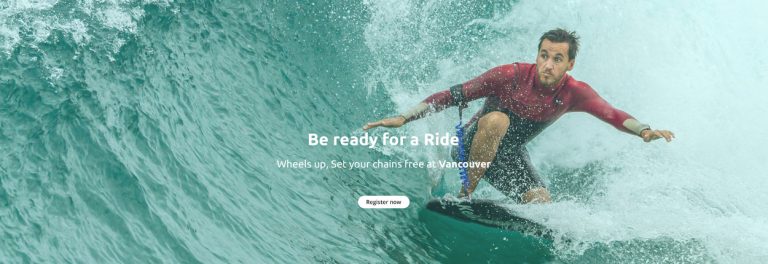 Be ready for a Ride
Wheels up, Set your chains free at Vancouver
Register now